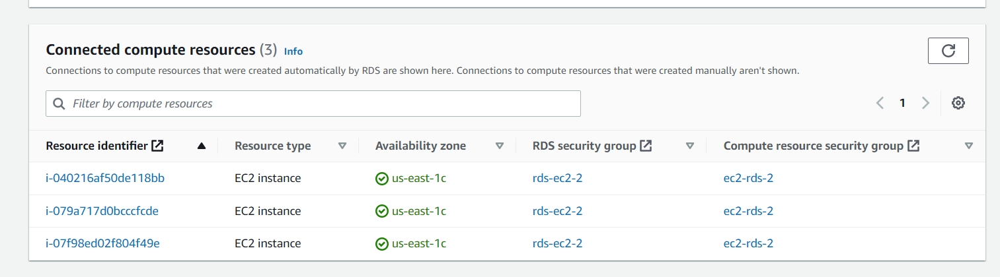 Connected compute resources (3) Info
Connections to compute resources that were created automatically by RDS are shown here. Connections to compute resources that were created manually aren't shown.
Filter by compute resources
1
Resource identifier Resource type Availability zone RDS security group Compute resource security group
i-040216af50de118bb EC2 instance us-east-1c rds-ec2-2 ec2-rds-2
i-079a717d0bcccfcde EC2 instance us-east-1c rds-ec2-2 ec2-rds-2
i-07f98ed02f804f49e EC2 instance us-east-1c rds-ec2-2 ec2-rds-2